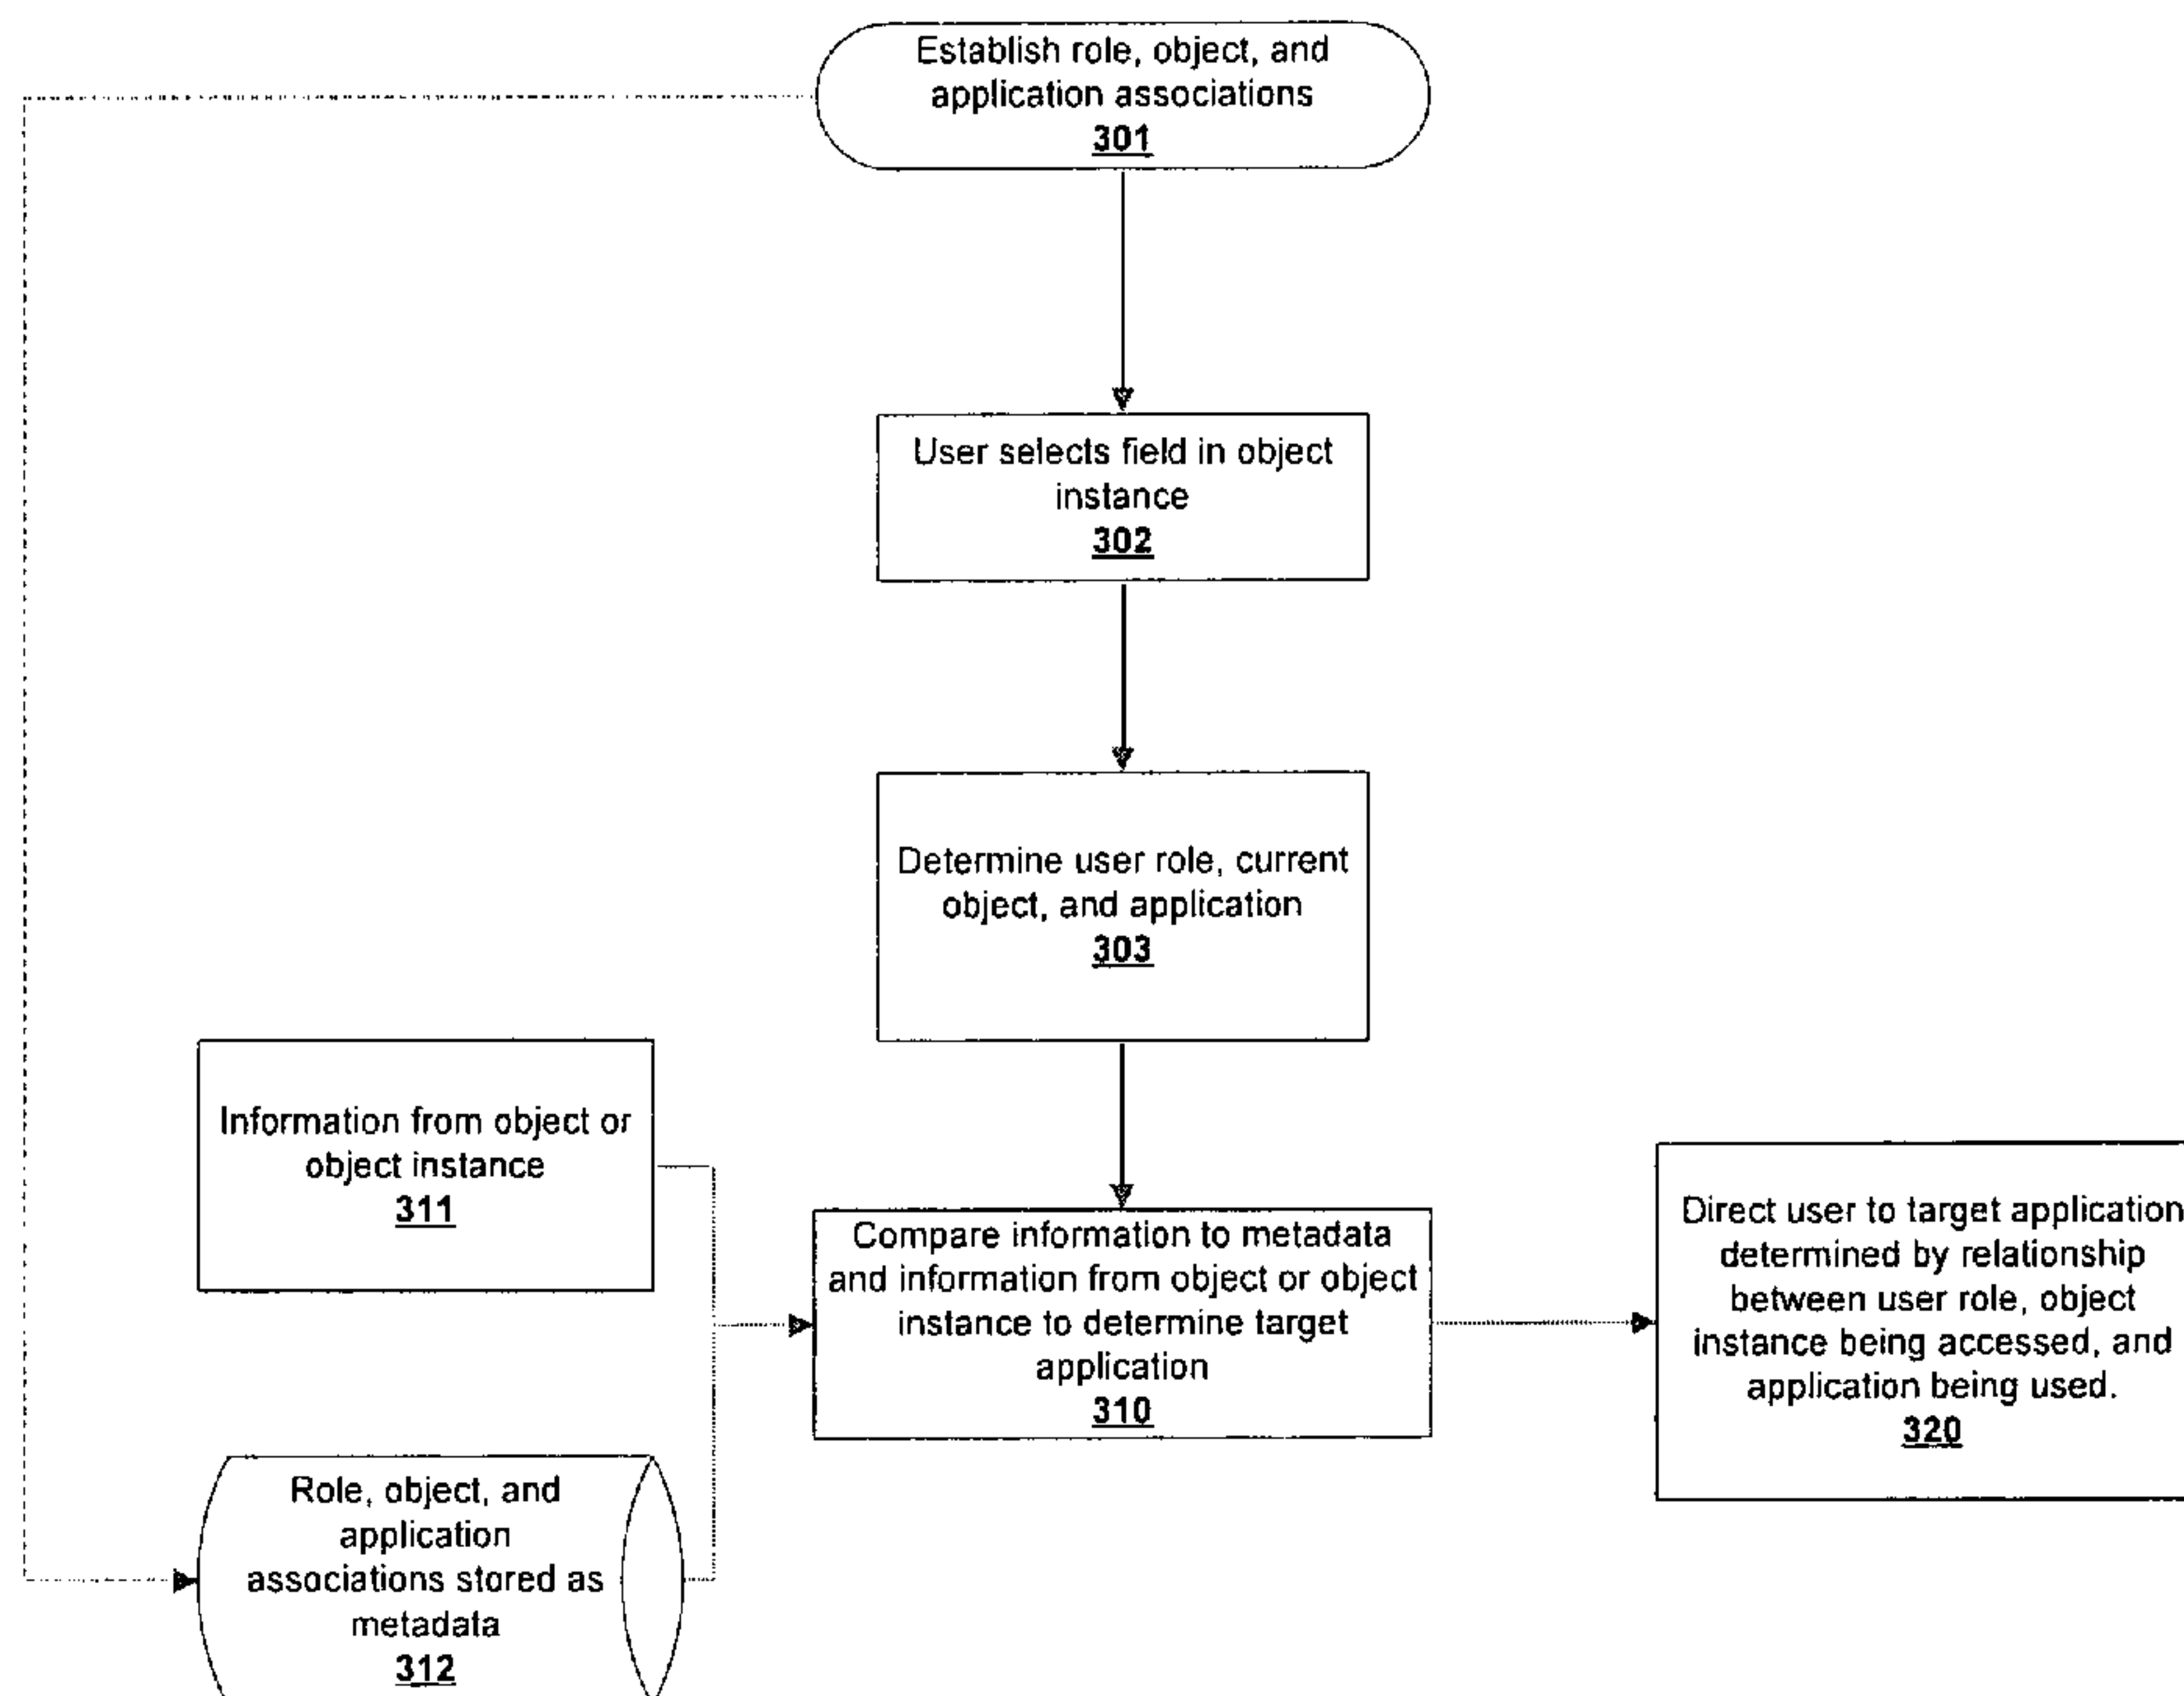 Establish role, object, and
application associations
301
User selects field in object
instance
302
Determine user role, current
object, and application
303
Information from object or
object instance
311
Compare information to metadata
and information from object or object
instance to determine target
application
310
Direct user to target application
determined by relationship
between user role, object
instance being accessed, and
application being used.
320
Role, object, and
application
associations stored as
metadata
312